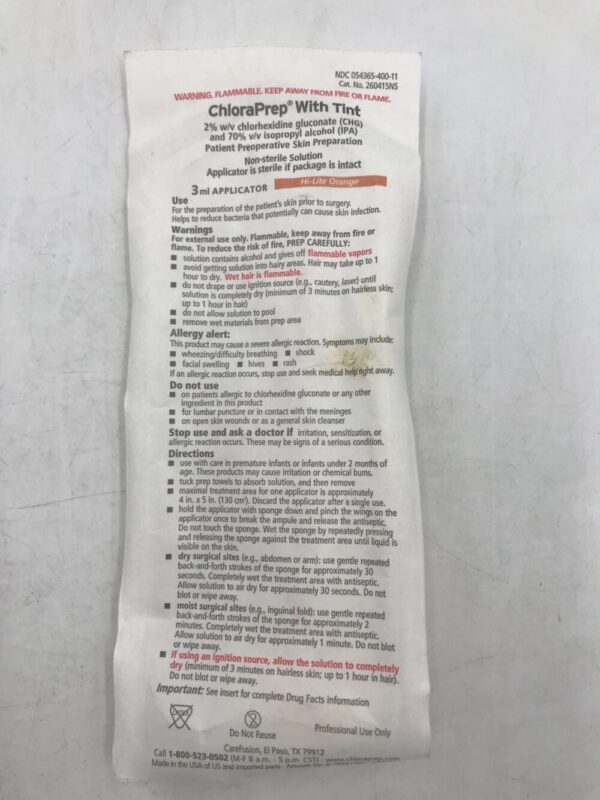 NDC 054365-400-11
Cat. No. 260415NS
WARNING. FLAMMABLE. KEEP AWAY FROM FIRE OR FLAME.
ChloraPrep® With Tint
2% w/v chlorhexidine gluconate (CHG)
and 70% v/v isopropyl alcohol (IPA)
Patient Preoperative Skin Preparation
Non-sterile Solution
Applicator is sterile if package is intact
3 ml APPLICATOR Hi-Lite Orange
Use
For the preparation of the patient's skin prior to surgery.
Helps to reduce bacteria that potentially can cause skin infection.
Warnings
For external use only. Flammable, keep away from fire or
flame. To reduce the risk of fire, PREP CAREFULLY:
■ solution contains alcohol and gives off flammable vapors
■ avoid getting solution into hairy areas. Hair may take up to 1
hour to dry. Wet hair is flammable.
■ do not drape or use ignition source (e.g., cautery, laser) until
solution is completely dry (minimum of 3 minutes on hairless skin;
up to 1 hour in hair)
■ do not allow solution to pool
■ remove wet materials from prep area
Allergy alert:
This product may cause a severe allergic reaction. Symptoms may include:
■ wheezing/difficulty breathing ■ shock
■ facial swelling ■ hives ■ rash
If an allergic reaction occurs, stop use and seek medical help right away.
Do not use
■ on patients allergic to chlorhexidine gluconate or any other
ingredient in this product
■ for lumbar puncture or in contact with the meninges
■ on open skin wounds or as a general skin cleanser
Stop use and ask a doctor if irritation, sensitization, or
allergic reaction occurs. These may be signs of a serious condition.
Directions
■ use with care in premature infants or infants under 2 months of
age. These products may cause irritation or chemical burns.
■ tuck prep towels to absorb solution, and then remove
■ maximal treatment area for one applicator is approximately
4 in. x 5 in. (130 cm²). Discard the applicator after a single use.
■ hold the applicator with sponge down and pinch the wings on the
applicator once to break the ampule and release the antiseptic.
Do not touch the sponge. Wet the sponge by repeatedly pressing
and releasing the sponge against the treatment area until liquid is
visible on the skin.
■ dry surgical sites (e.g., abdomen or arm): use gentle repeated
back-and-forth strokes of the sponge for approximately 30
seconds. Completely wet the treatment area with antiseptic.
Allow solution to air dry for approximately 30 seconds. Do not
blot or wipe away.
■ moist surgical sites (e.g., inguinal fold): use gentle repeated
back-and-forth strokes of the sponge for approximately 2
minutes. Completely wet the treatment area with antiseptic.
Allow solution to air dry for approximately 1 minute. Do not blot
or wipe away.
■ If using an ignition source, allow the solution to completely
dry (minimum of 3 minutes on hairless skin; up to 1 hour in hair).
Do not blot or wipe away.
Important: See insert for complete Drug Facts information
LATEX
2
Do Not Reuse
Professional Use Only
CareFusion, El Paso, TX 79912
Call 1-800-523-0502 (M-F 8 a.m. - 5 p.m. CST) · www.chloraprep.com
Made in the USA of US and imported parts · Artwork No.